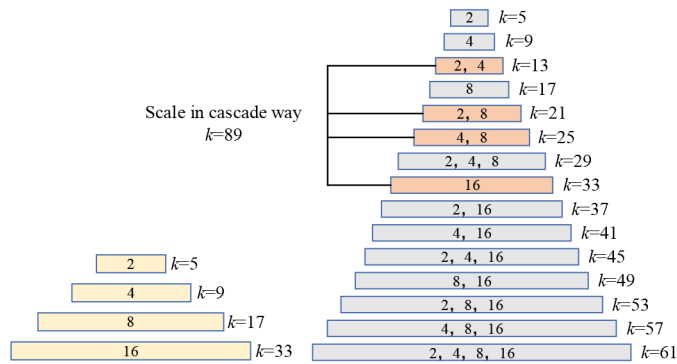 2 k=5
4 k=9
2, 4 k=13
8 k=17
2, 8 k=21
4, 8 k=25
2, 4, 8 k=29
16 k=33
2, 16 k=37
4, 16 k=41
2, 4, 16 k=45
8, 16 k=49
2, 8, 16 k=53
4, 8, 16 k=57
2, 4, 8, 16 k=61
Scale in cascade way
k=89
2 k=5
4 k=9
8 k=17
16 k=33